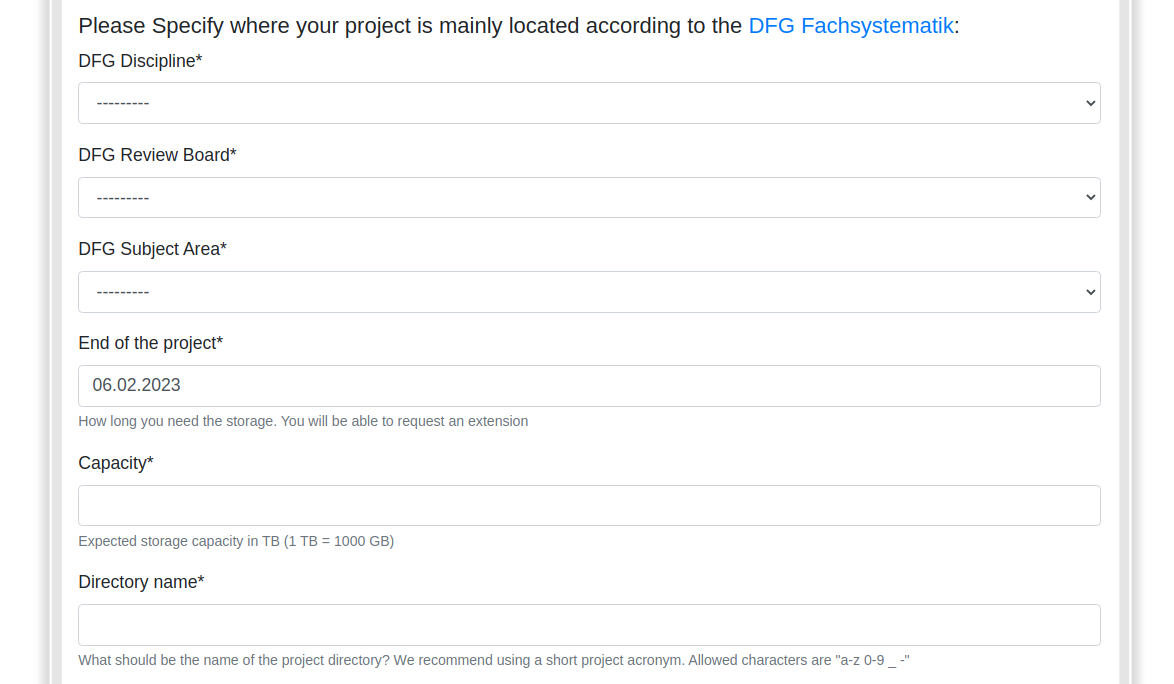 Please Specify where your project is mainly located according to the DFG Fachsystematik:
DFG Discipline*
---------
DFG Review Board*
---------
DFG Subject Area*
---------
End of the project*
06.02.2023
How long you need the storage. You will be able to request an extension
Capacity*
Expected storage capacity in TB (1 TB = 1000 GB)
Directory name*
What should be the name of the project directory? We recommend using a short project acronym. Allowed characters are "a-z 0-9 _ -"